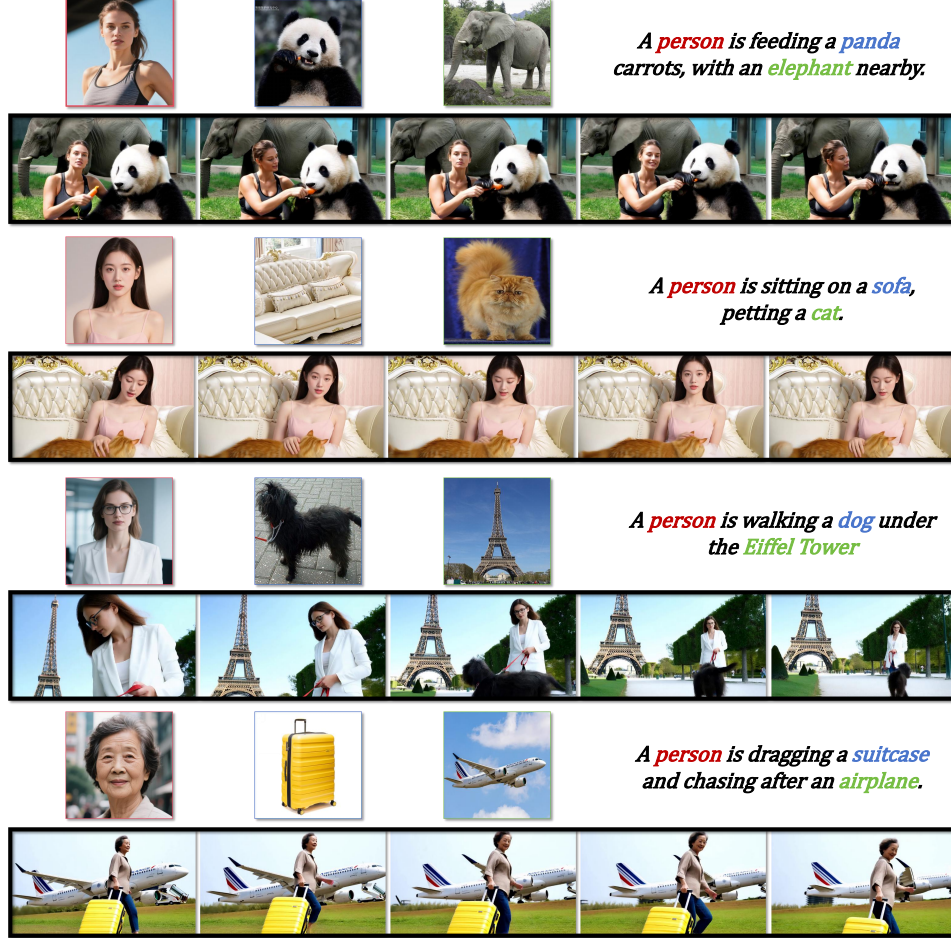 A person is feeding a panda
carrots, with an elephant nearby.
A person is sitting on a sofa,
petting a cat.
A person is walking a dog under
the Eiffel Tower
A person is dragging a suitcase
and chasing after an airplane.